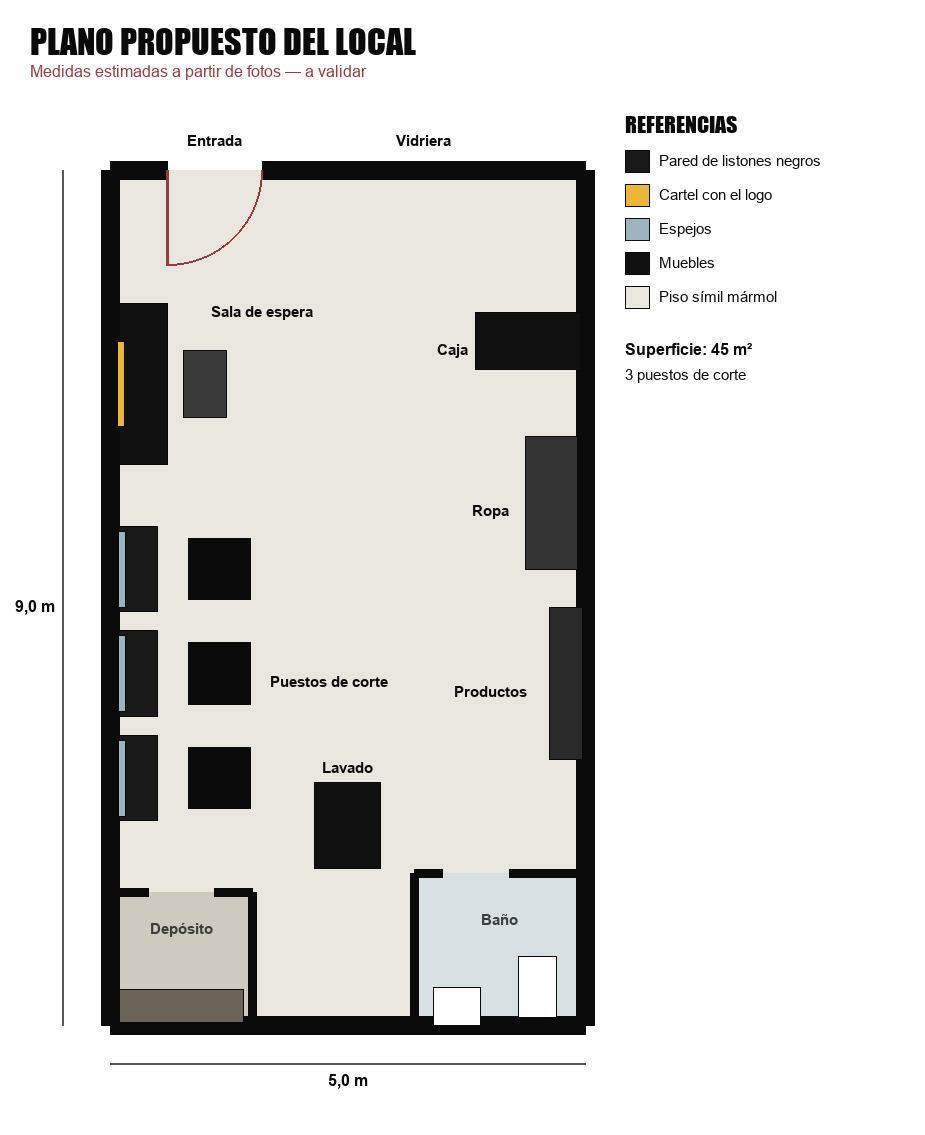 PLANO PROPUESTO DEL LOCAL
Medidas estimadas a partir de fotos — a validar
Entrada
Vidriera
REFERENCIAS
Pared de listones negros
Cartel con el logo
Espejos
Muebles
Piso símil mármol
Superficie: 45 m²
3 puestos de corte
Sala de espera
Caja
Ropa
9,0 m
Puestos de corte
Productos
Lavado
Depósito
Baño
5,0 m